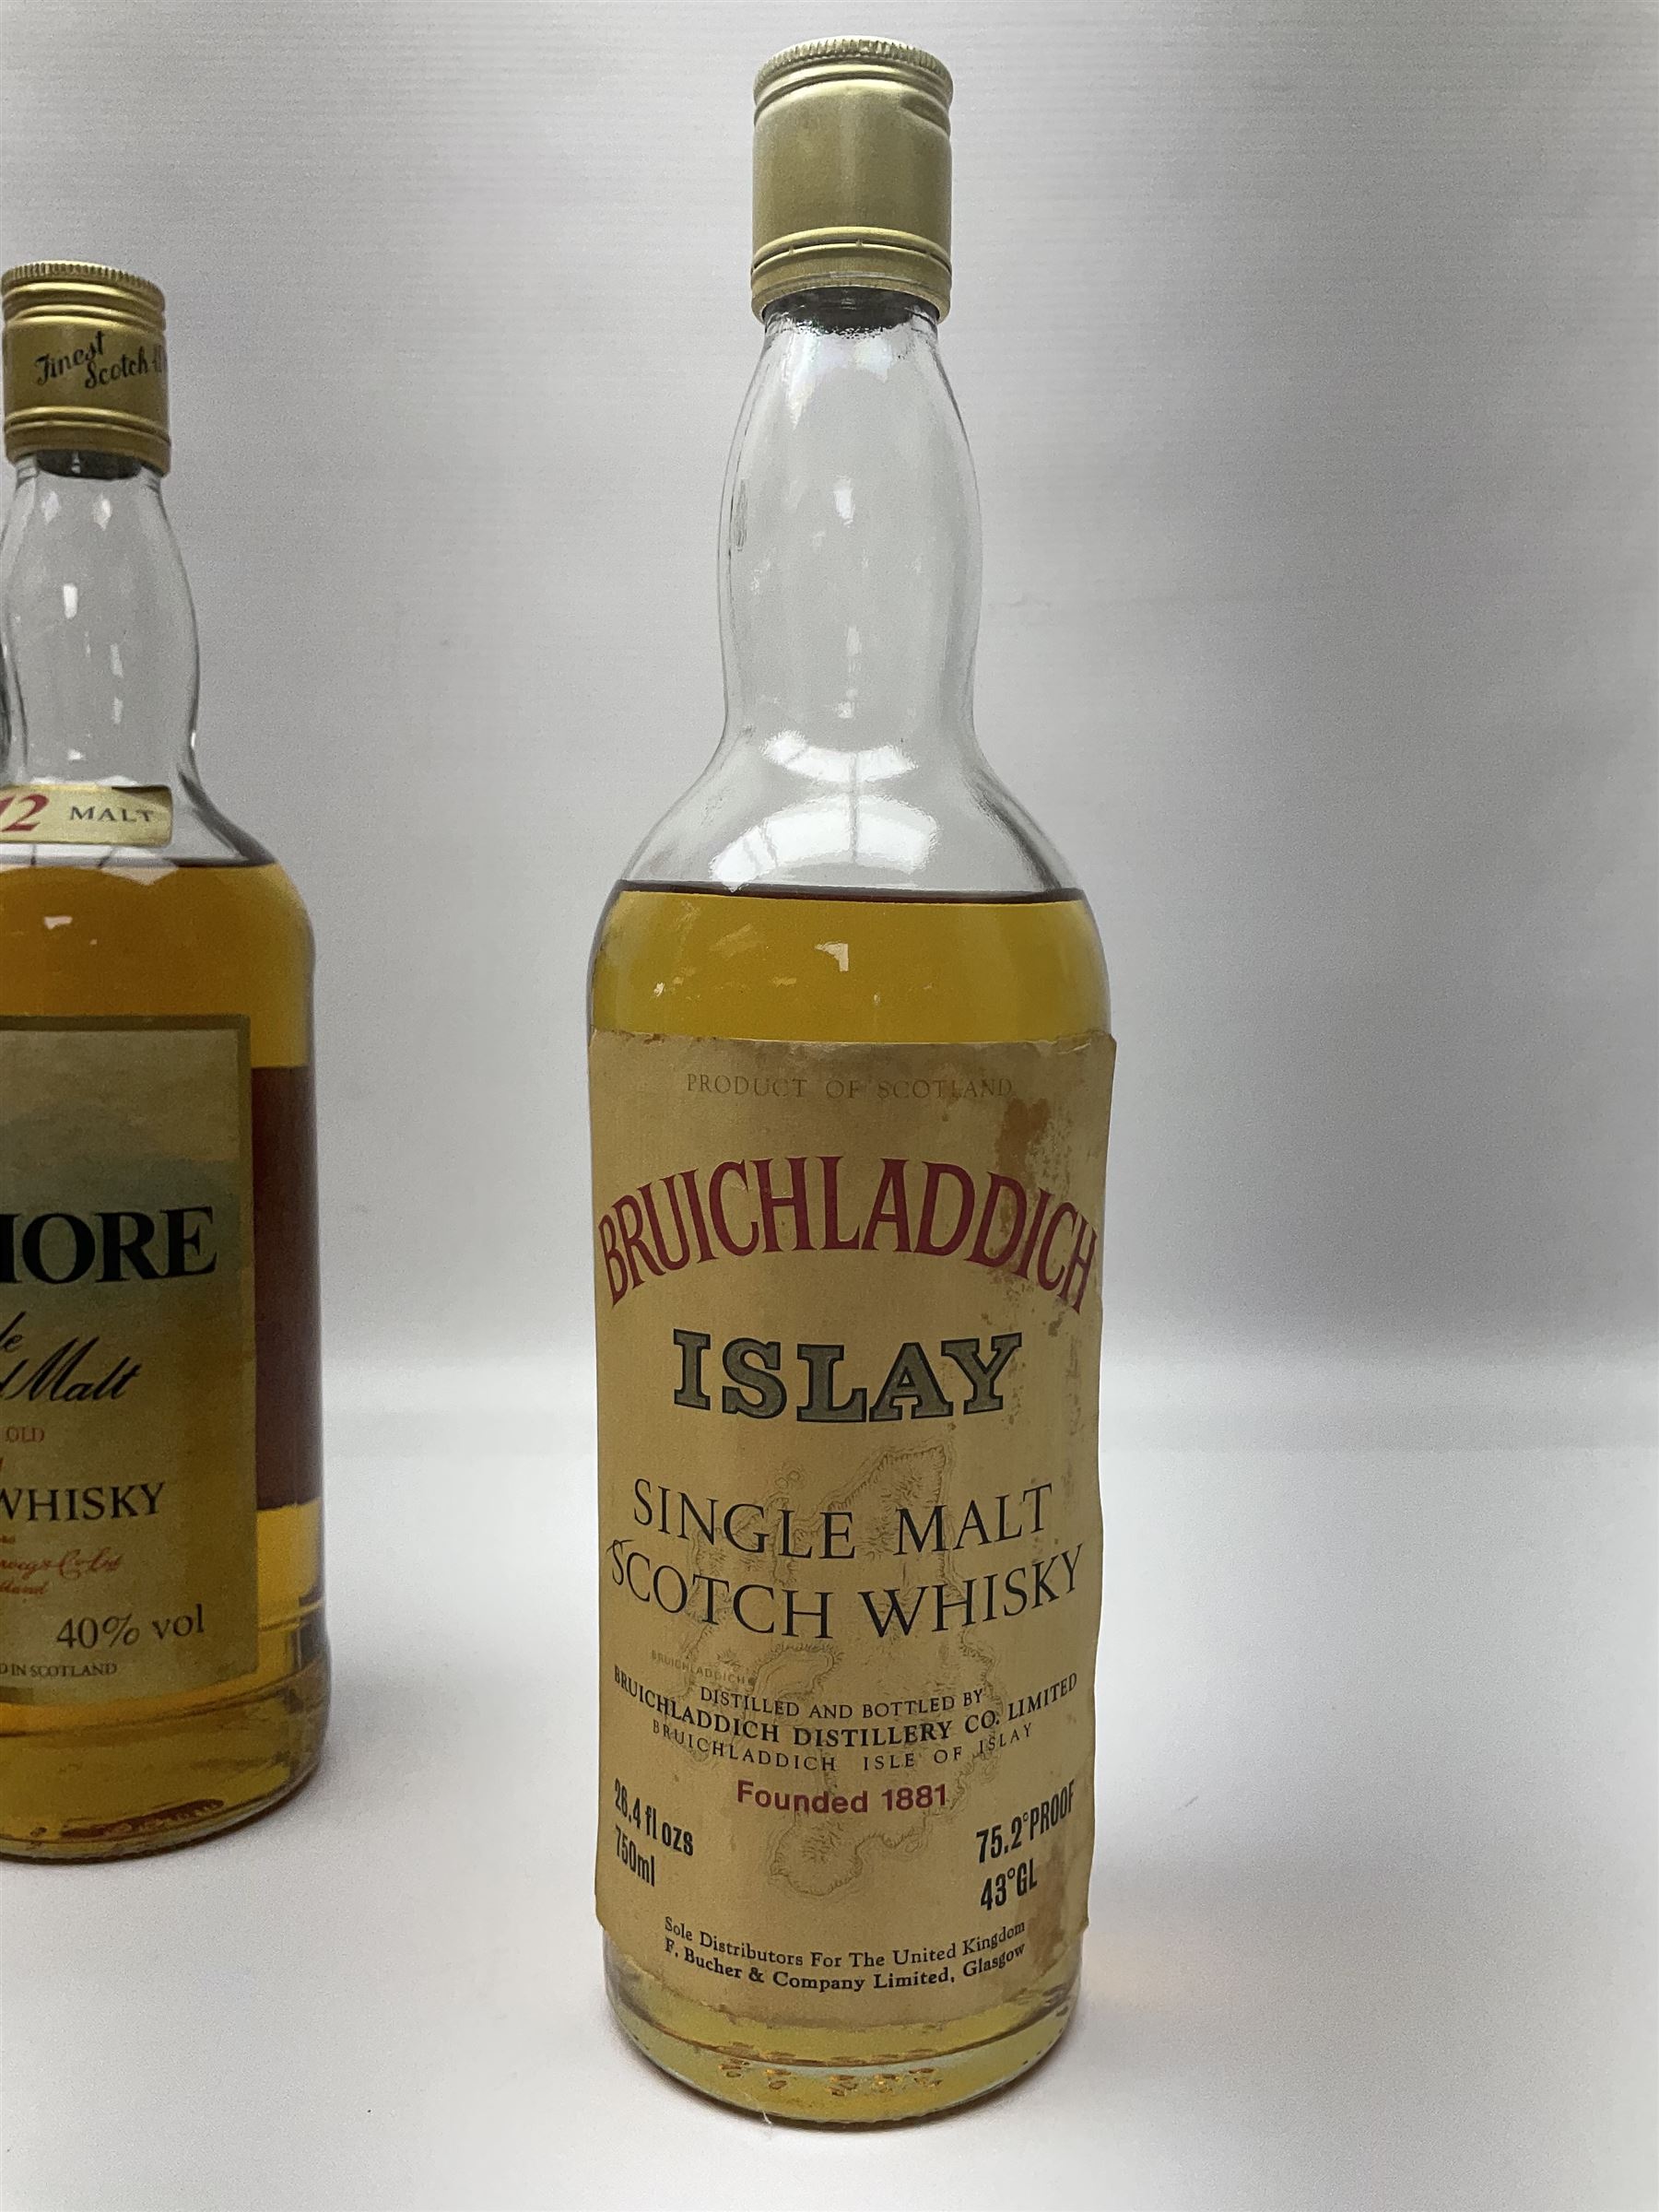 Finest
Scotch
12 MALT
MORE
Malt
OLD
WHISKY
40% vol
IN SCOTLAND
PRODUCT OF SCOTLAND
BRUICHLADDICH
ISLAY
SINGLE MALT
SCOTCH WHISKY
BRUICHLADDICH
DISTILLED AND BOTTLED BY
BRUICHLADDICH DISTILLERY CO. LIMITED
BRUICHLADDICH ISLE OF ISLAY
Founded 1881
26.4 fl ozs
750ml
75.2° PROOF
43° GL
Sole Distributors For The United Kingdom
F. Bucher & Company Limited, Glasgow